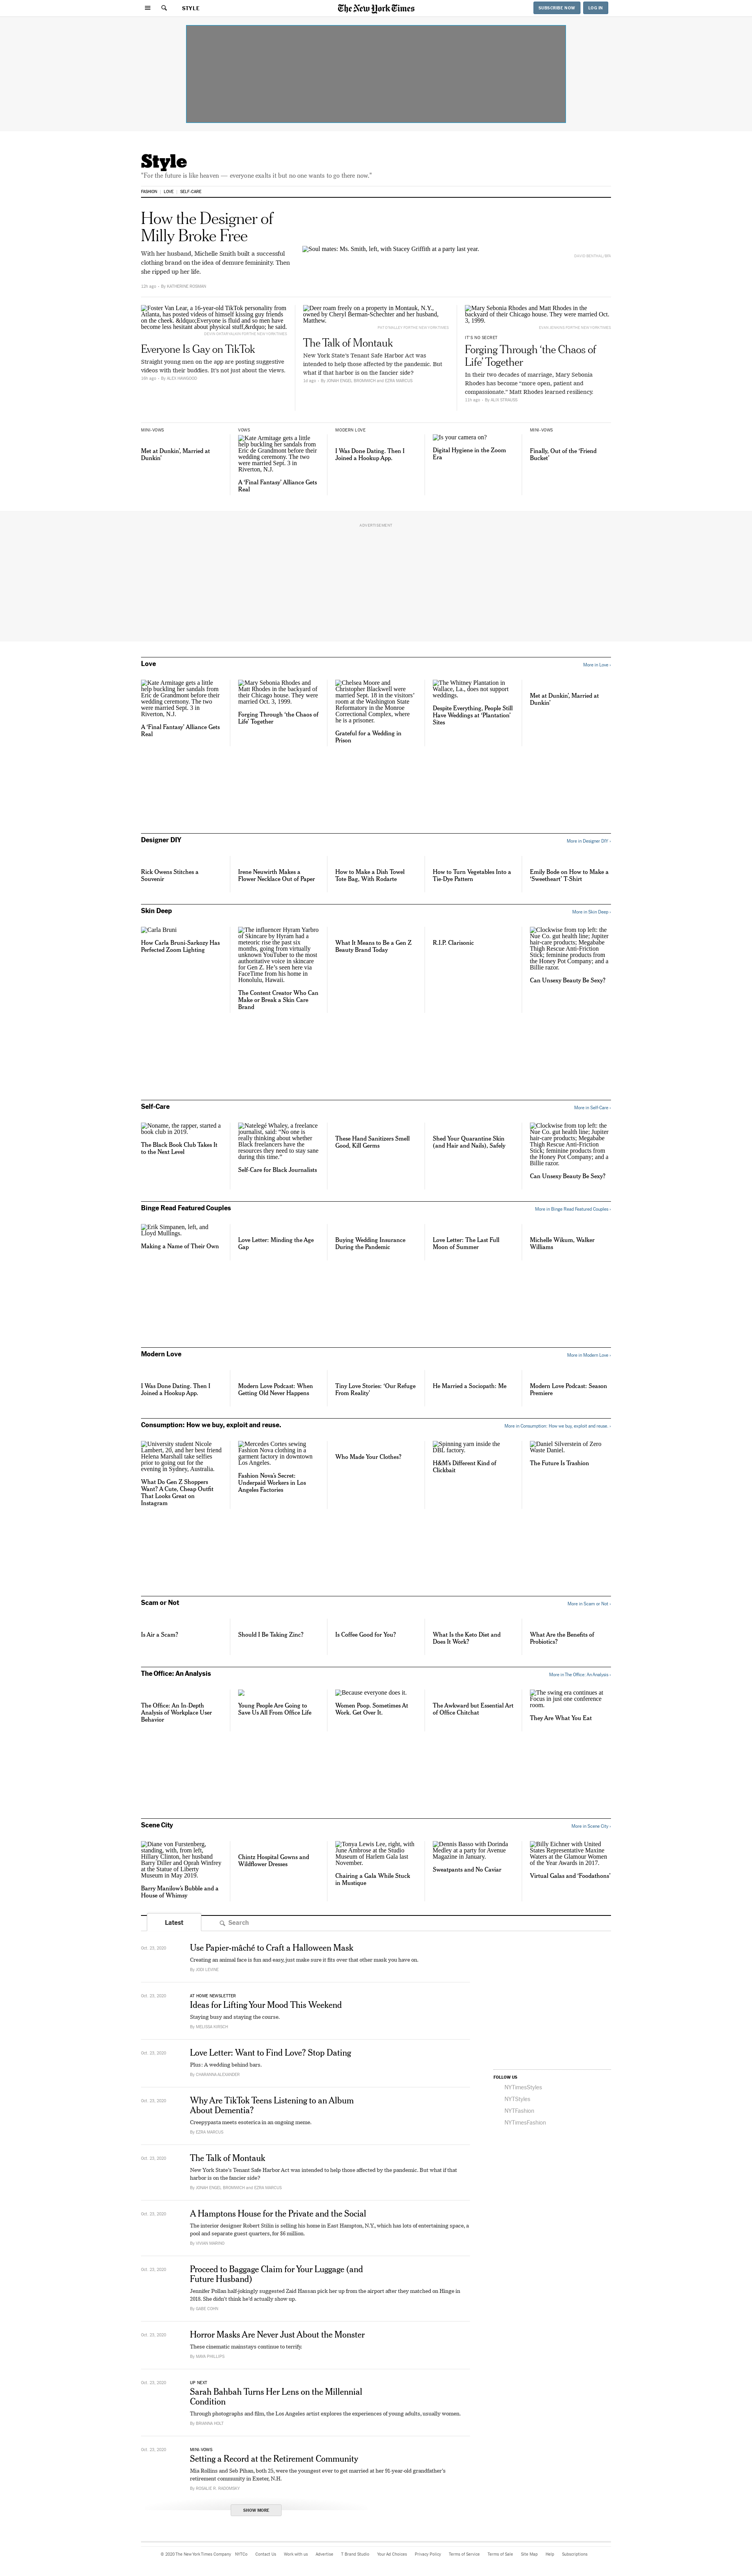 STYLE
The New York Times
SUBSCRIBE NOW
LOG IN
Style
"For me the suburbs is like heaven — everyone exalts it but no one wants to go there now."
FASHION
LOVE
SELF-CARE
How the Designer of
Milly Broke Free
With her husband, Michelle Smith built a successful
clothing brand on the idea of demure femininity. Then
she ripped up her life.
12h ago
By KATHERINE ROSMAN
Soul mates: Ms. Smith, left, with Stacey Griffith at a party last year.
Foster Van Lear, a 16-year-old TikTok personality from
Atlanta, has posted videos of himself kissing guy friends
on the cheek. &ldquo;Everyone is fluid and so men have
become less hesitant about physical stuff,&rdquo; he said.
Everyone Is Gay on TikTok
Straight young men on the app are posting suggestive
videos with their buddies. It's not just about the views.
By ALEX HAWGOOD
Deer roam freely on a property in Montauk, N.Y.,
owned by Cheryl Berman-Schechter and her husband,
Matthew.
The Talk of Montauk
New York State's Tenant Safe Harbor Act was
intended to help those affected by the pandemic. But
what if that harbor is on the fancier side?
1d ago
By JONAH ENGEL BROMWICH and EZRA MARCUS
Mary Sebonia Rhodes and Matt Rhodes in the
backyard of their Chicago house. They were married Oct.
3, 1999.
IT'S NO SECRET
Forging Through 'the Chaos of
Life' Together
In their two decades of marriage, Mary Sebonia
Rhodes has become "more open, patient and
compassionate." Matt Rhodes learned resiliency.
11h ago
By ALIX STRAUSS
MINI-VOWS
Met at Dunkin', Married at
Dunkin'
VOWS
Kate Armitage gets a little
help buckling her sandals
from Eric de Grandmont before
their wedding ceremony. The two
were married Sept. 3 in
Riverton, N.J.
A 'Final Fantasy' Alliance Gets
Real
MODERN LOVE
I Was Done Dating. Then I
Joined a Hookup App.
Is your camera on?
Digital Hygiene in the Zoom
Era
MINI-VOWS
Finally, Out of the 'Friend
Bucket'
ADVERTISEMENT
Love
More in Love ›
Kate Armitage gets a little
help buckling her sandals from
Eric de Grandmont before their
wedding ceremony. The two
were married Sept. 3 in
Riverton, N.J.
A 'Final Fantasy' Alliance Gets
Real
Mary Sebonia Rhodes and
Matt Rhodes in the backyard of
their Chicago house. They were
married Oct. 3, 1999.
Forging Through 'the Chaos of
Life' Together
Chelsea Moore and
Christopher Blackwell were
married Sept. 18 in the visitors'
room at the Washington State
Reformatory in the Monroe
Correctional Complex, where
he is a prisoner.
Grateful for a Wedding in
Prison
The Whitney Plantation in
Wallace, La., does not support
weddings.
Despite Everything, People Still
Have Weddings at 'Plantation'
Sites
Met at Dunkin', Married at
Dunkin'
Designer DIY
More in Designer DIY ›
Rick Owens Stitches a
Souvenir
Irene Neuwirth Makes a
Flower Necklace Out of Paper
How to Make a Dish Towel
Tote Bag, With Rodarte
How to Turn Vegetables Into a
Tie-Dye Pattern
Emily Bode on How to Make a
'Sweetheart' T-Shirt
Skin Deep
More in Skin Deep ›
Carla Bruni
How Carla Bruni-Sarkozy Has
Perfected Zoom Lighting
The influencer Hyram Yarbro
of Skincare by Hyram had a
meteoric rise the past six
months, going from virtually
unknown YouTuber to the most
authoritative voice in skincare
for Gen Z. He's seen here via
FaceTime from his home in
Honolulu, Hawaii.
The Content Creator Who Can
Make or Break a Skin Care
Brand
What It Means to Be a Gen Z
Beauty Brand Today
R.I.P. Clarisonic
Clockwise from top left: the
Nue Co. gut health line; Jupiter
hair-care products; Megababe
Thigh Rescue Anti-Friction
Stick; feminine products from
the Honey Pot Company; and a
Billie razor.
Can Unsexy Beauty Be Sexy?
Self-Care
More in Self-Care ›
Noname, the rapper, started a
book club in 2019.
The Black Book Club Takes It
to the Next Level
Natelegé Whaley, a freelance
journalist, said: "No one is
really thinking about whether
Black freelancers have the
resources they need to stay sane
during this time."
Self-Care for Black Journalists
These Hand Sanitizers Smell
Good, Kill Germs
Shed Your Quarantine Skin
(and Hair and Nails), Safely
Clockwise from top left: the
Nue Co. gut health line; Jupiter
hair-care products; Megababe
Thigh Rescue Anti-Friction
Stick; feminine products from
the Honey Pot Company; and a
Billie razor.
Can Unsexy Beauty Be Sexy?
Binge Read Featured Couples
More in Binge Read Featured Couples ›
Erik Simpanen, left, and
Lloyd Mullings.
Making a Name of Their Own
Love Letter: Minding the Age
Gap
Buying Wedding Insurance
During the Pandemic
Love Letter: The Last Full
Moon of Summer
Michelle Wikum, Walker
Williams
Modern Love
More in Modern Love ›
I Was Done Dating. Then I
Joined a Hookup App.
Modern Love Podcast: When
Getting Old Never Happens
Tiny Love Stories: 'Our Refuge
From Reality'
He Married a Sociopath: Me
Modern Love Podcast: Season
Premiere
Consumption: How we buy, exploit and reuse.
More in Consumption: How we buy, exploit and reuse. ›
University student Nicole
Lambert, 20, and her best friend
Helena Marshall take selfies
prior to going out for the
evening in Sydney, Australia.
What Do Gen Z Shoppers
Want? A Cute, Cheap Outfit
That Looks Great on
Instagram
Mercedes Cortes sewing
Fashion Nova clothing in a
garment factory in downtown
Los Angeles.
Fashion Nova's Secret:
Underpaid Workers in Los
Angeles Factories
Who Made Your Clothes?
Spinning yarn inside the
DBL factory.
H&M's Different Kind of
Clickbait
Daniel Silverstein of Zero
Waste Daniel.
The Future Is Trashion
Scam or Not
More in Scam or Not ›
Is Air a Scam?
Should I Be Taking Zinc?
Is Coffee Good for You?
What Is the Keto Diet and
Does It Work?
What Are the Benefits of
Probiotics?
The Office: An Analysis
More in The Office: An Analysis ›
The Office: An In-Depth
Analysis of Workplace User
Behavior
Young People Are Going to
Save Us All From Office Life
Because everyone does it.
Women Poop. Sometimes At
Work. Get Over It.
The Awkward but Essential Art
of Office Chitchat
The swing era continues at
Focus in just one conference
room.
They Are What You Eat
Scene City
More in Scene City ›
Diane von Furstenberg,
standing, with, from left,
Hillary Clinton, her husband
Barry Diller and Oprah Winfrey
at the Statue of Liberty
Museum in May 2019.
Barry Manilow's Bubble and a
House of Whimsy
Chintz Hospital Gowns and
Wildflower Dresses
Tonya Lewis Lee, right, with
June Ambrose at the Studio
Museum of Harlem Gala last
November.
Chairing a Gala While Stuck
in Mustique
Dennis Basso with Dorinda
Medley at a party for Avenue
Magazine in January.
Sweatpants and No Caviar
Billy Eichner with United
States Representative Maxine
Waters at the Glamour Women
of the Year Awards in 2017.
Virtual Galas and 'Foodathons'
Latest
Search
Use Papier-mâché to Craft a Halloween Mask
Creating an animal face is fun and easy, just make sure it fits over that other mask you have on.
AT HOME NEWSLETTER
Ideas for Lifting Your Mood This Weekend
Staying busy and staying the course.
By MELISSA KIRSCH
Oct. 23, 2020
Love Letter: Want to Find Love? Stop Dating
Plus: A wedding behind bars.
By CHARANNA ALEXANDER
Oct. 23, 2020
Why Are TikTok Teens Listening to an Album
About Dementia?
Creepypasta meets esoterica in an ongoing meme.
By EZRA MARCUS
Oct. 23, 2020
The Talk of Montauk
New York State's Tenant Safe Harbor Act was intended to help those affected by the pandemic. But what if that
harbor is on the fancier side?
By JONAH ENGEL BROMWICH and EZRA MARCUS
Oct. 23, 2020
A Hamptons House for the Private and the Social
The interior designer Robert Stilin is selling his home in East Hampton, N.Y., which has lots of entertaining space, a
pool and separate guest quarters, for $6 million.
By VIVIAN MARINO
Oct. 23, 2020
Proceed to Baggage Claim for Your Luggage (and
Future Husband)
Jennifer Pollan half-jokingly suggested Zaid Hassan pick her up from the airport after they matched on Hinge in
2018. She didn't think he'd actually show up.
By GABE COHN
Oct. 23, 2020
Horror Masks Are Never Just About the Monster
These cinematic mainstays continue to terrify.
By MAYA PHILLIPS
Oct. 23, 2020
UP NEXT
Sarah Bahbah Turns Her Lens on the Millennial
Condition
Through photographs and film, the Los Angeles artist explores the experiences of young adults, usually women.
By BRIANNA HOLT
MINI-VOWS
Setting a Record at the Retirement Community
Mia Rollins and Seb Pihan, both 25, were the youngest ever to get married at her 91-year-old grandfather's
retirement community in Exeter, N.H.
By ROSALIE R. RADOMSKY
SHOW MORE
FOLLOW US
NYTimesStyles
NYTStyles
NYTFashion
NYTimesFashion
© 2020 The New York Times Company
NYTCo
Contact Us
Work with us
Advertise
T Brand Studio
Your Ad Choices
Privacy Policy
Terms of Service
Terms of Sale
Site Map
Help
Subscriptions